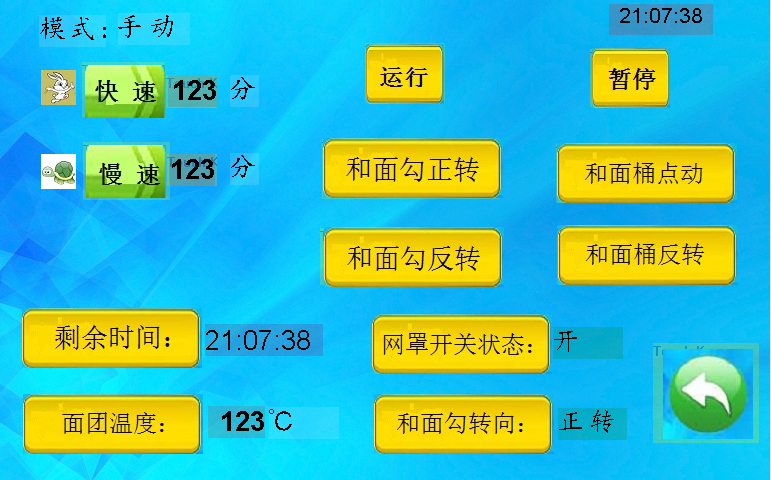 模式:手动
21:07:38
快 速 123 分
运行
暂停
慢 速 123 分
和面勾正转
和面桶点动
和面勾反转
和面桶反转
剩余时间： 21:07:38
网罩开关状态： 开
面团温度： 123℃
和面勾转向： 正转